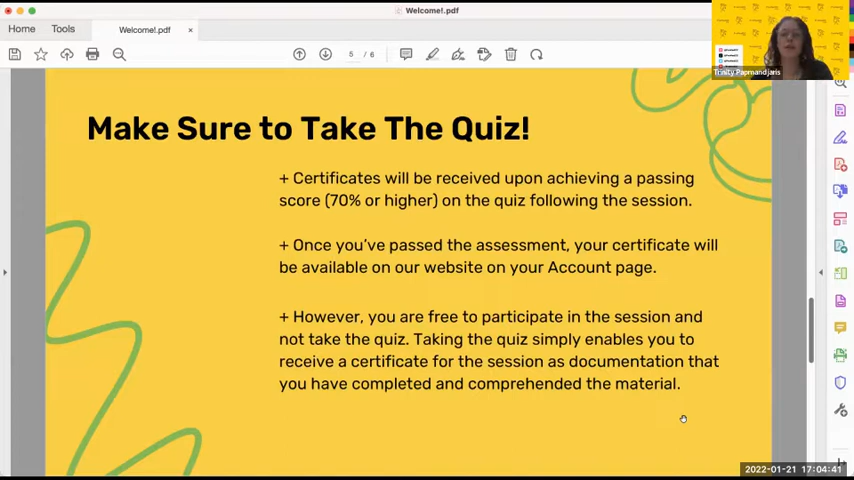 Welcome!.pdf
Home
Tools
Welcome!.pdf
×
5 / 6
Trinity Papmandjaris
Make Sure to Take The Quiz!
+ Certificates will be received upon achieving a passing
score (70% or higher) on the quiz following the session.
+ Once you've passed the assessment, your certificate will
be available on our website on your Account page.
+ However, you are free to participate in the session and
not take the quiz. Taking the quiz simply enables you to
receive a certificate for the session as documentation that
you have completed and comprehended the material.
2022-01-21 17:04:41